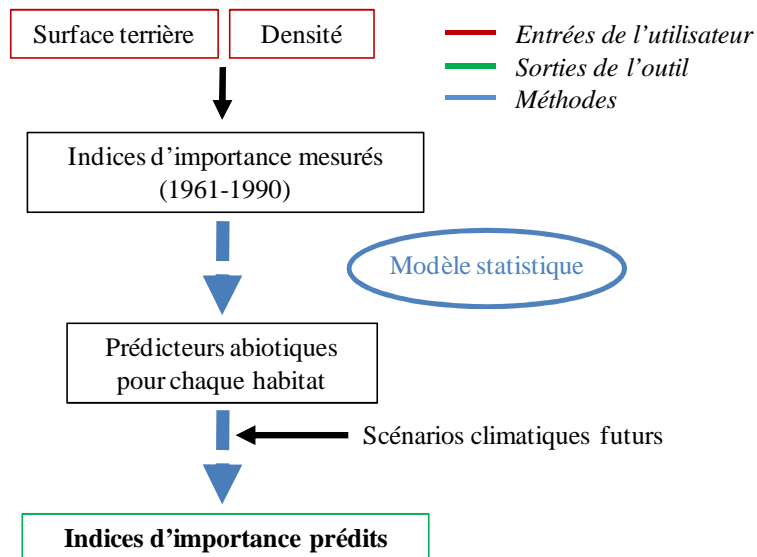 Surface terrière
Densité
Entrées de l'utilisateur
Sorties de l'outil
Méthodes
Indices d'importance mesurés
(1961-1990)
Modèle statistique
Prédicteurs abiotiques
pour chaque habitat
Scénarios climatiques futurs
Indices d'importance prédits